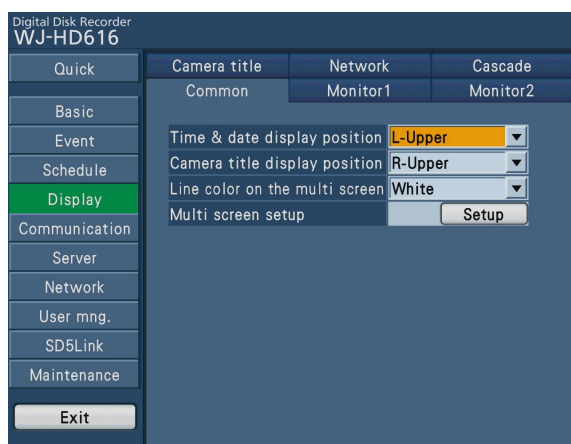 Digital Disk Recorder
WJ-HD616
Quick
Basic
Event
Schedule
Display
Communication
Server
Network
User mng.
SD5Link
Maintenance
Exit
Camera title Network Cascade
Common Monitor1 Monitor2
Time & date display position L-Upper
Camera title display position R-Upper
Line color on the multi screen White
Multi screen setup Setup